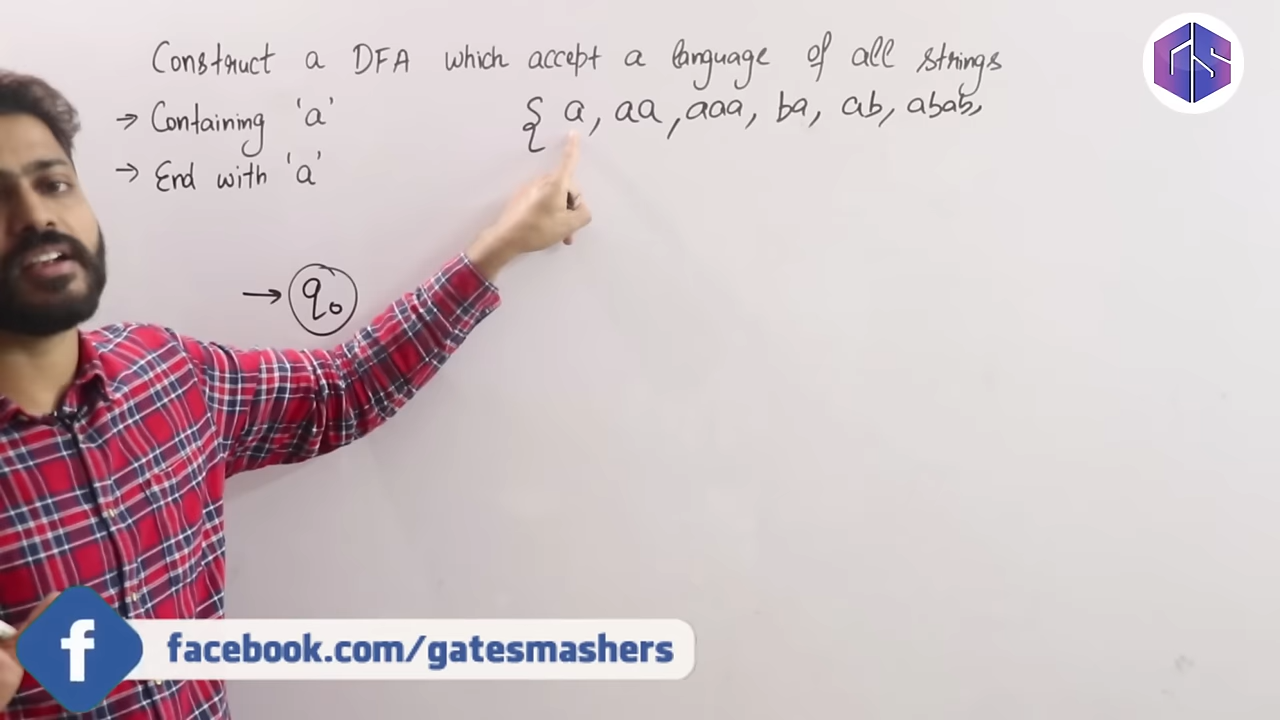 Construct a DFA which accept a language of all strings
→ Containing 'a'
{ a, aa, aaa, ba, ab, abab,
→ End with 'a'
→ q₀
GS
f facebook.com/gatesmashers